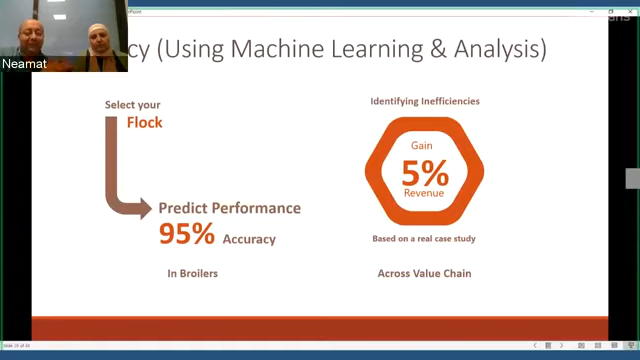 Neamat
cy (Using Machine Learning & Analysis)
Select your
Flock
Predict Performance
95% Accuracy
In Broilers
Identifying Inefficiencies
Gain
5%
Revenue
Based on a real case study
Across Value Chain